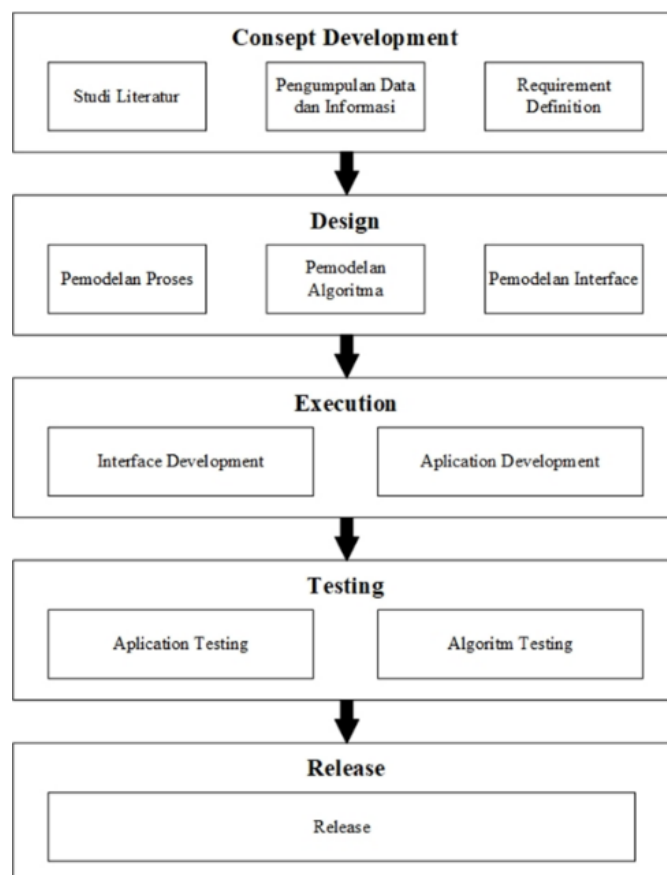 Consept Development
Studi Literatur
Pengumpulan Data
dan Informasi
Requirement
Definition
Design
Pemodelan Proses
Pemodelan
Algoritma
Pemodelan Interface
Execution
Interface Development
Aplication Development
Testing
Aplication Testing
Algoritm Testing
Release
Release